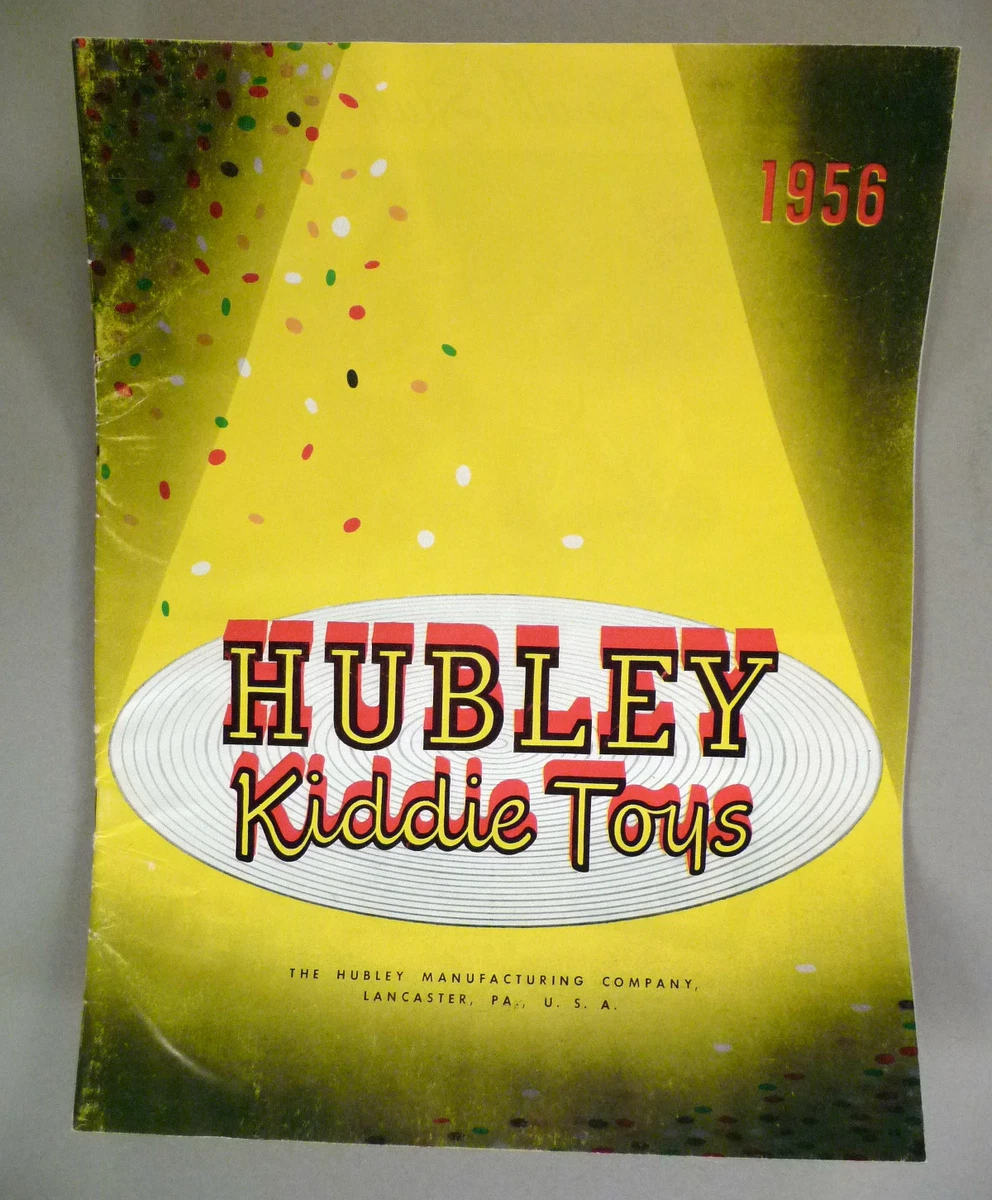 1956
HUBLEY
Kiddie Toys
THE HUBLEY MANUFACTURING COMPANY,
LANCASTER, PA., U. S. A.